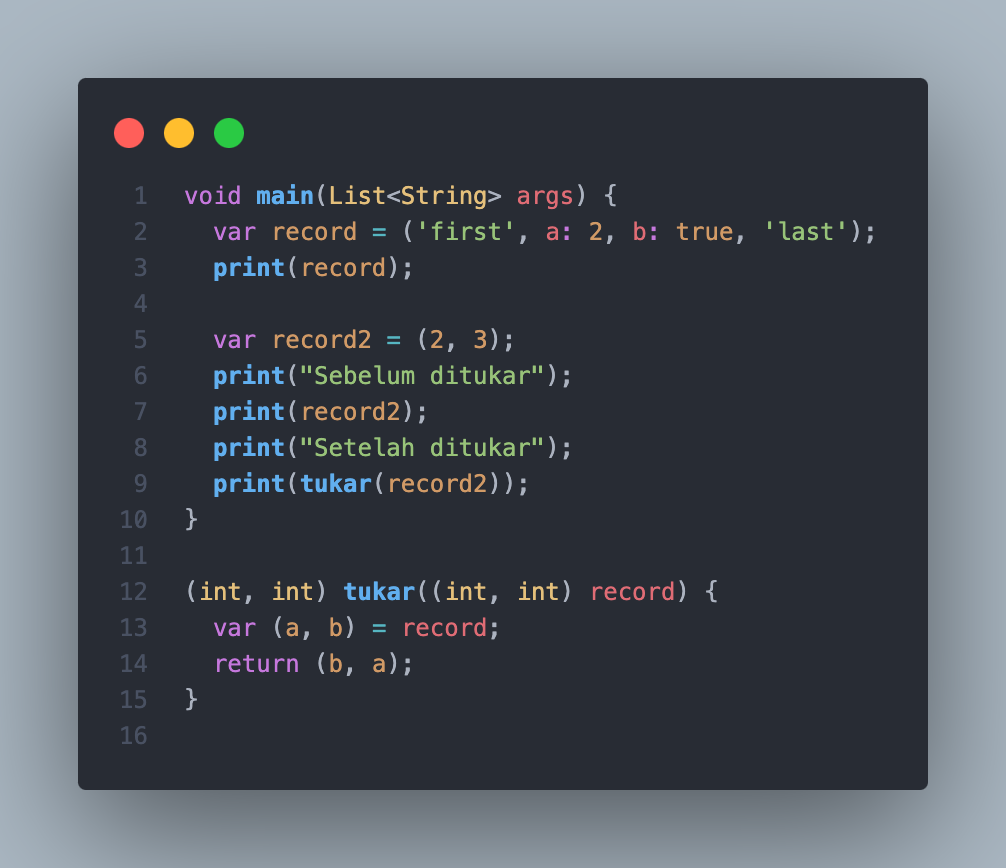 1 void main(List<String> args) {
2   var record = ('first', a: 2, b: true, 'last');
3   print(record);
4
5   var record2 = (2, 3);
6   print("Sebelum ditukar");
7   print(record2);
8   print("Setelah ditukar");
9   print(tukar(record2));
10 }
11
12 (int, int) tukar((int, int) record) {
13   var (a, b) = record;
14   return (b, a);
15 }
16